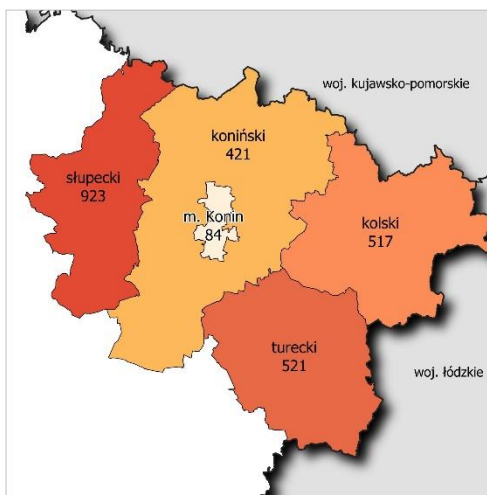 woj. kujawsko-pomorskie
koniński
421
słupecki
923
m. Konin
84
kolski
517
turecki
521
woj. łódzkie